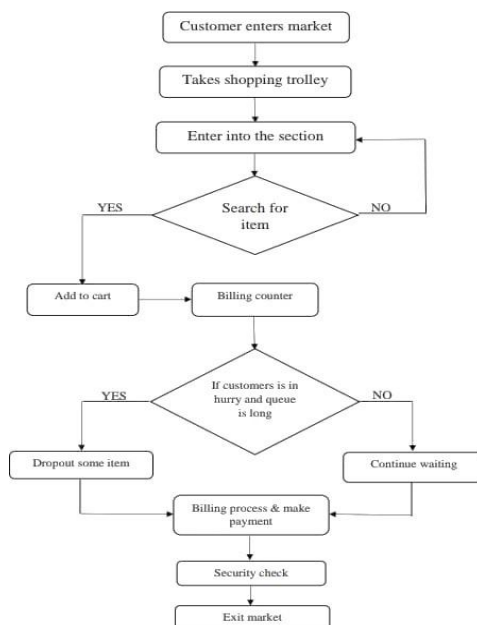 Customer enters market
Takes shopping trolley
Enter into the section
YES
Search for
item
NO
Add to cart
Billing counter
If customers is in
hurry and queue
is long
YES
NO
Dropout some item
Continue waiting
Billing process & make
payment
Security check
Exit market